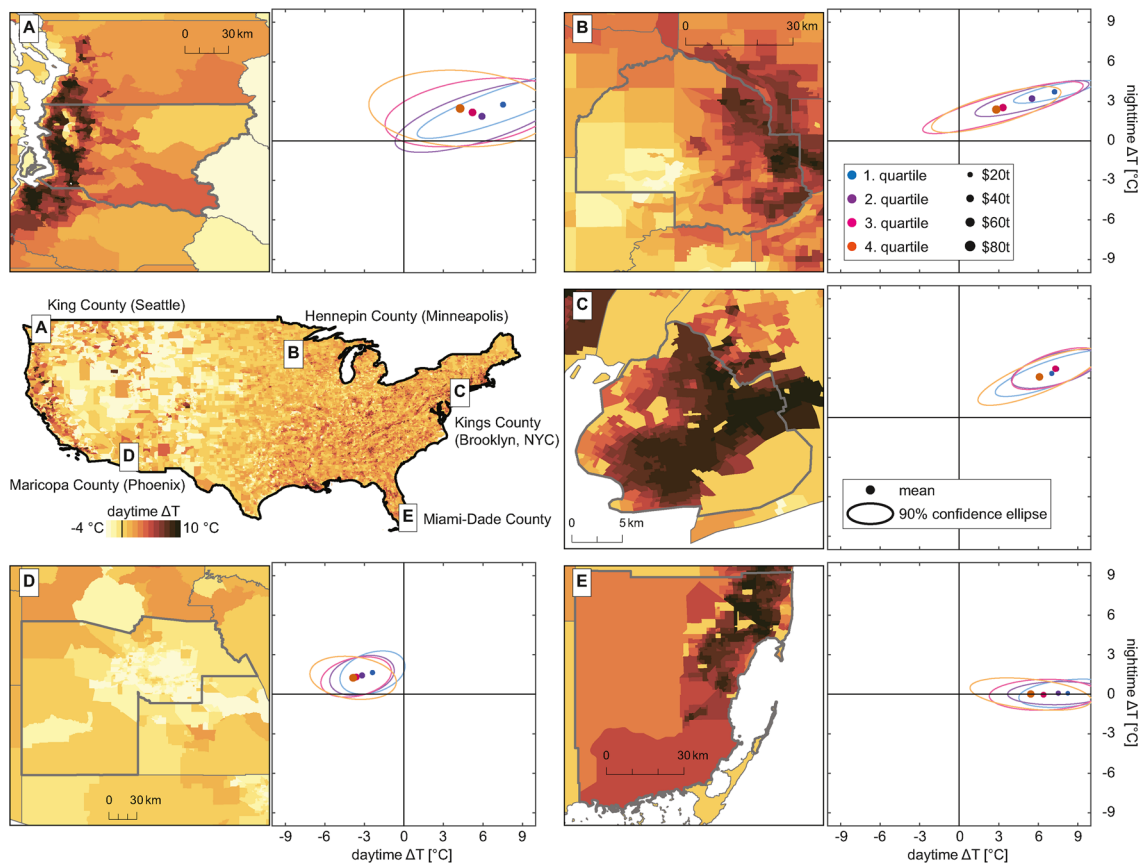 A
0 30 km
B
0 30 km
9
6
3
0
-3
-6
-9
nighttime ΔT [°C]
1. quartile
2. quartile
3. quartile
4. quartile
$20t
$40t
$60t
$80t
King County (Seattle)
Hennepin County (Minneapolis)
A
B
C
Kings County
(Brooklyn, NYC)
D
Maricopa County (Phoenix)
daytime ΔT
-4 °C 10 °C
E
Miami-Dade County
C
0 5 km
mean
90% confidence ellipse
D
0 30 km
-9 -6 -3 0 3 6 9
daytime ΔT [°C]
E
0 30 km
9
6
3
0
-3
-6
-9
nighttime ΔT [°C]
-9 -6 -3 0 3 6 9
daytime ΔT [°C]